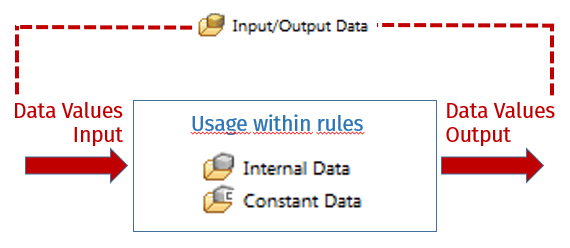 Input/Output Data
Data Values
Input
Usage within rules
Internal Data
Constant Data
Data Values
Output